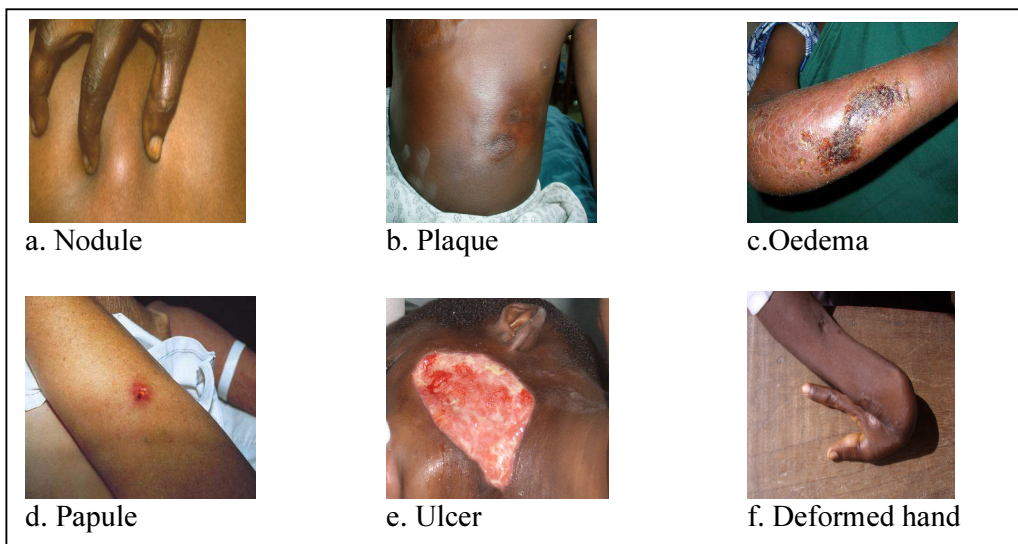 a. Nodule
b. Plaque
c.Oedema
d. Papule
e. Ulcer
f. Deformed hand